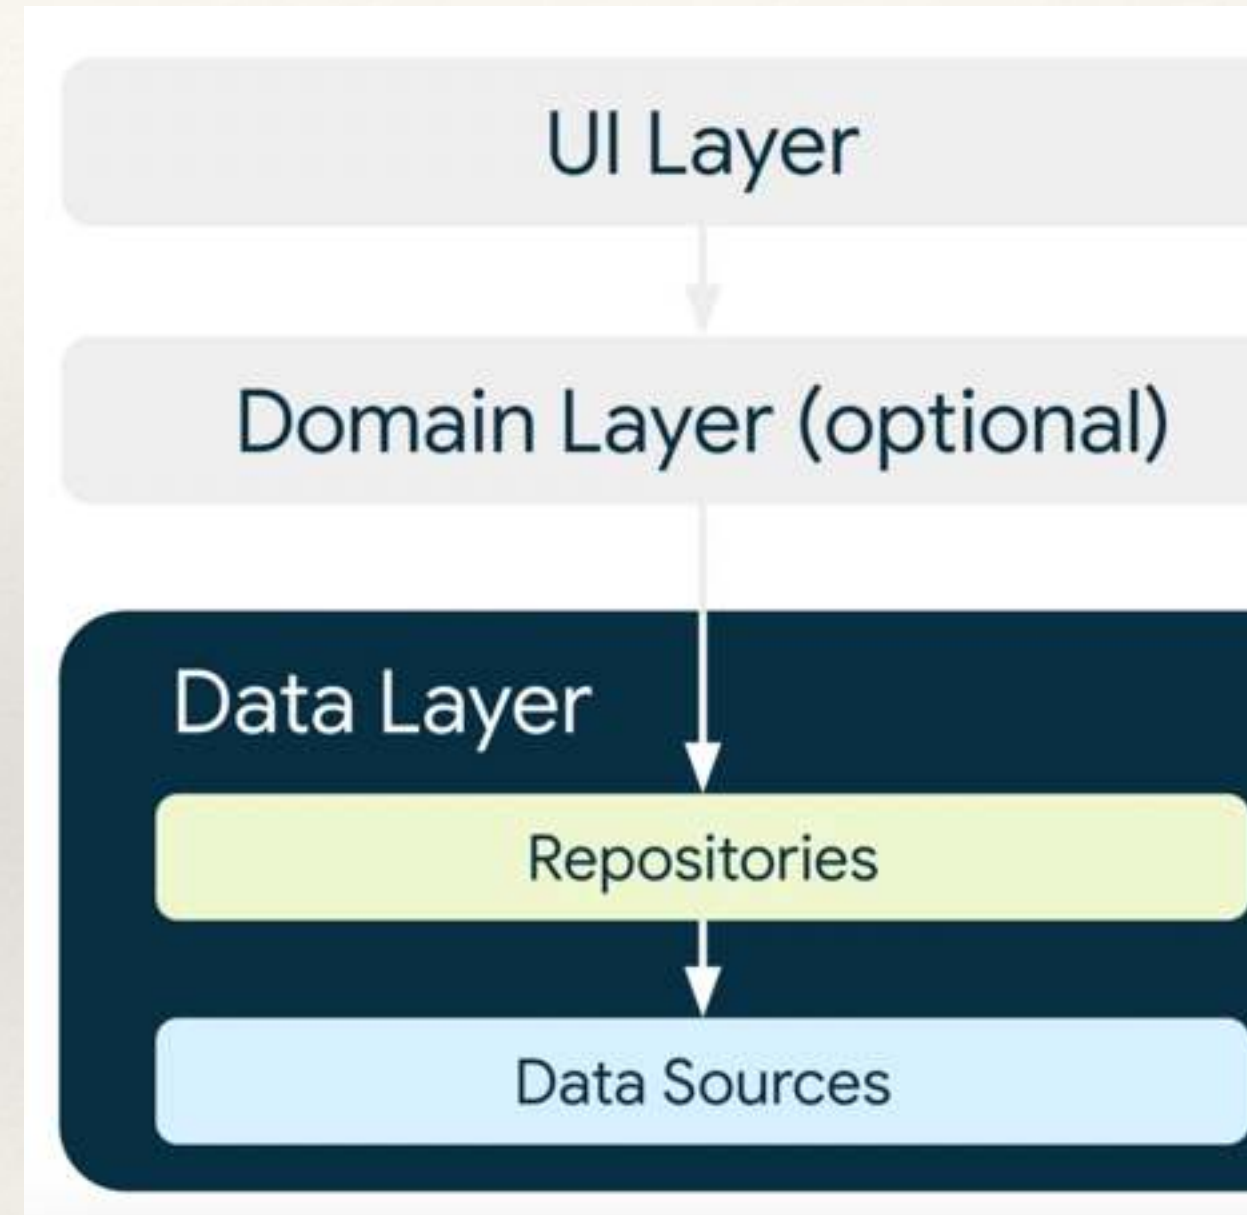 UI Layer
Domain Layer (optional)
Data Layer
Repositories
Data Sources